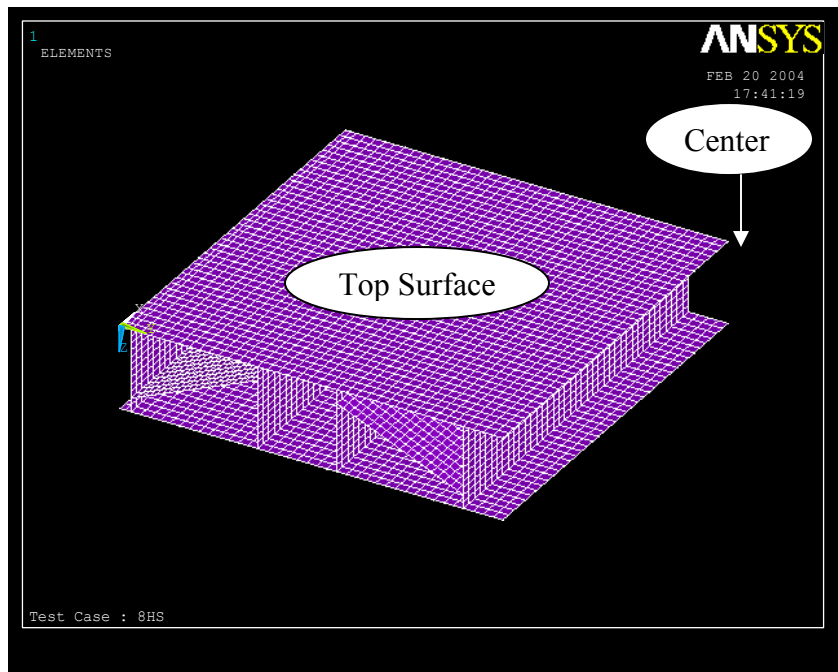 1
ELEMENTS
ANSYS
FEB 20 2004
17:41:19
Center
Top Surface
Y
Z
Test Case : 8HS